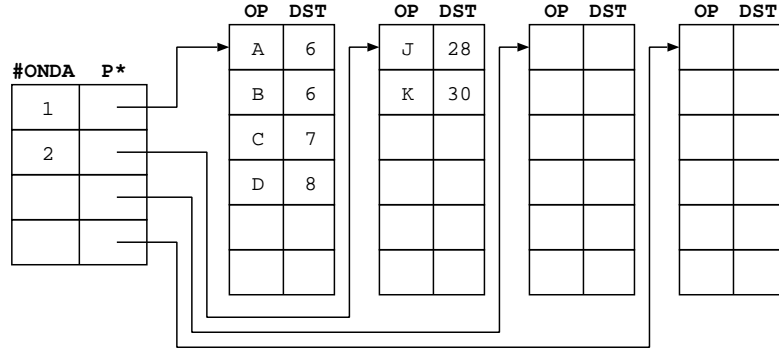 OP DST OP DST OP DST OP DST
A 6 J 28
#ONDA P*
B 6 K 30
1
C 7
2
D 8